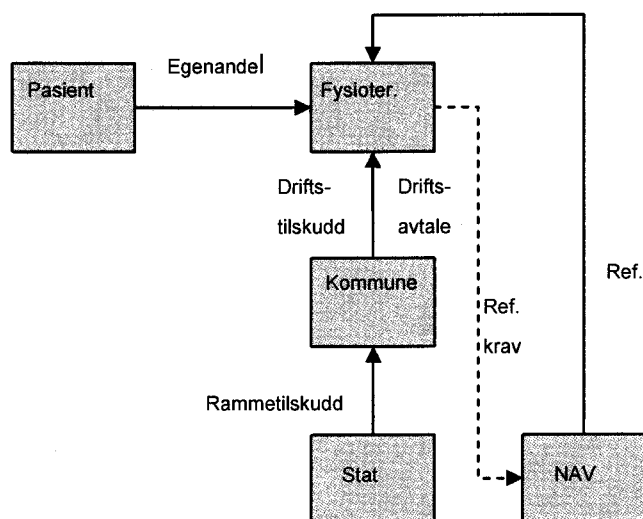 Egenandel
Pasient
Fysioter.
Drifts-
tilskudd
Drifts-
avtale
Kommune
Ref.
Ref.
krav
Rammetilskudd
Stat
NAV